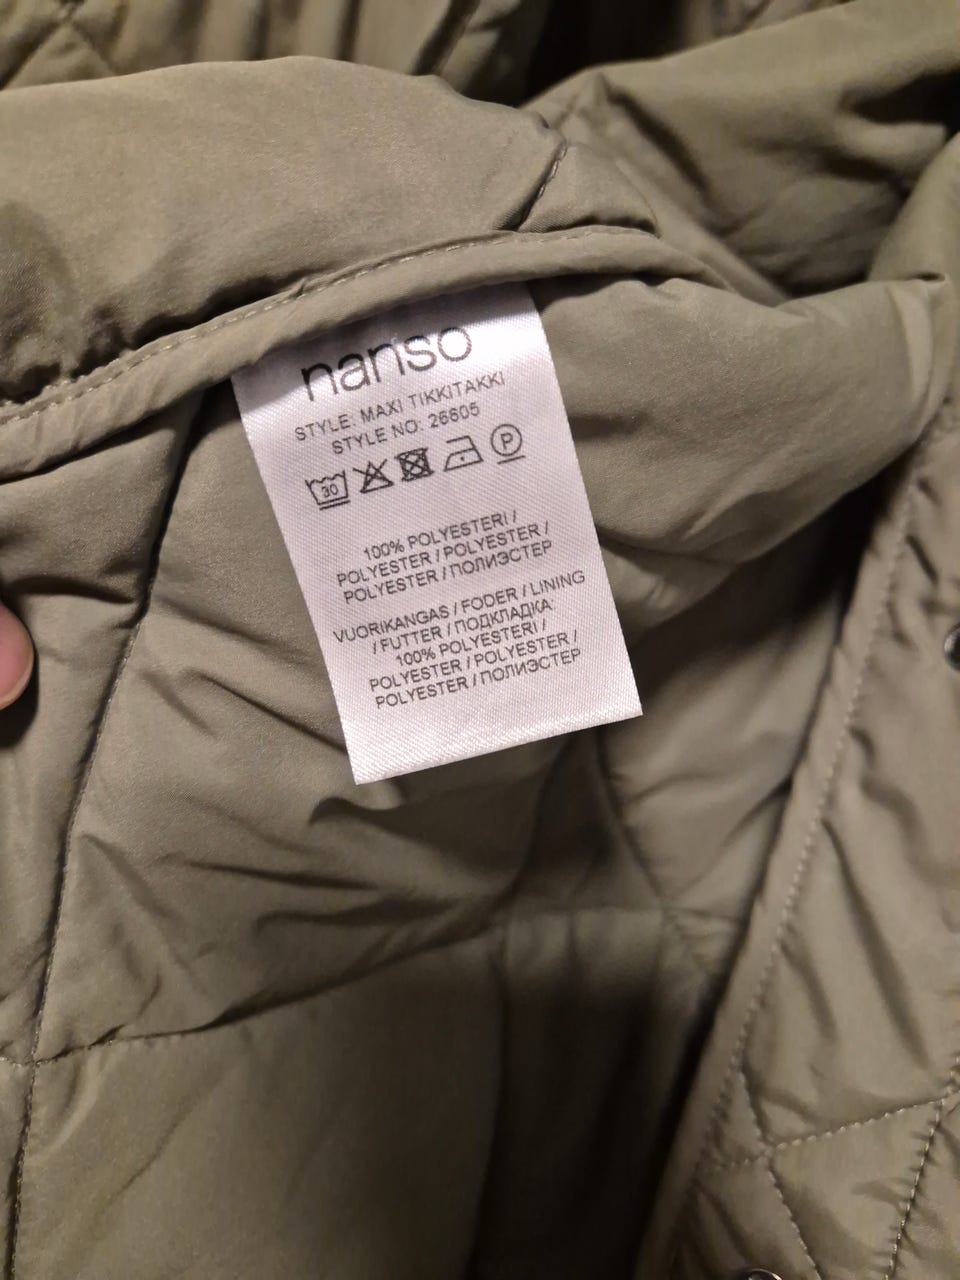 nanso
STYLE: MAXI TIKKITAKKI
STYLE NO: 26605
30 P
100% POLYESTERI /
POLYESTER / POLYESTER /
POLYESTER / ПОЛИЭСТЕР
VUORIKANGAS / FODER / LINING
/ FUTTER / ПОДКЛАДКА:
100% POLYESTERI /
POLYESTER / POLYESTER /
POLYESTER / ПОЛИЭСТЕР